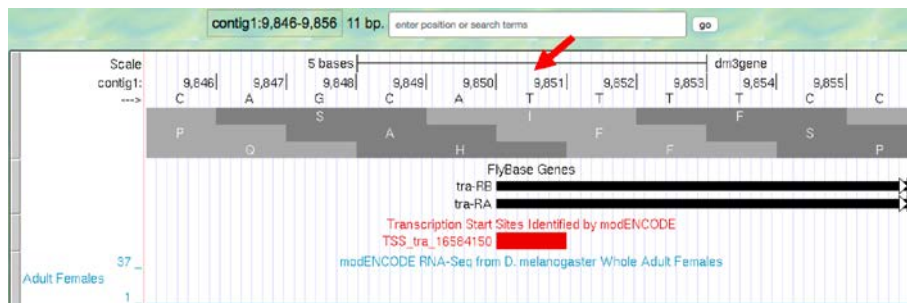 contig1:9,846-9,856 11 bp. enter position or search terms go
Scale 5 bases dm3gene
contig1: 9,846 9,847 9,848 9,849 9,850 9,851 9,852 9,853 9,854 9,855
---> C A G C A T T T T C C
S I F
P A F S
Q H F P
FlyBase Genes
tra-RB
tra-RA
Transcription Start Sites Identified by modENCODE
TSS_tra_16584150
modENCODE RNA-Seq from D. melanogaster Whole Adult Females
37 _
Adult Females
1